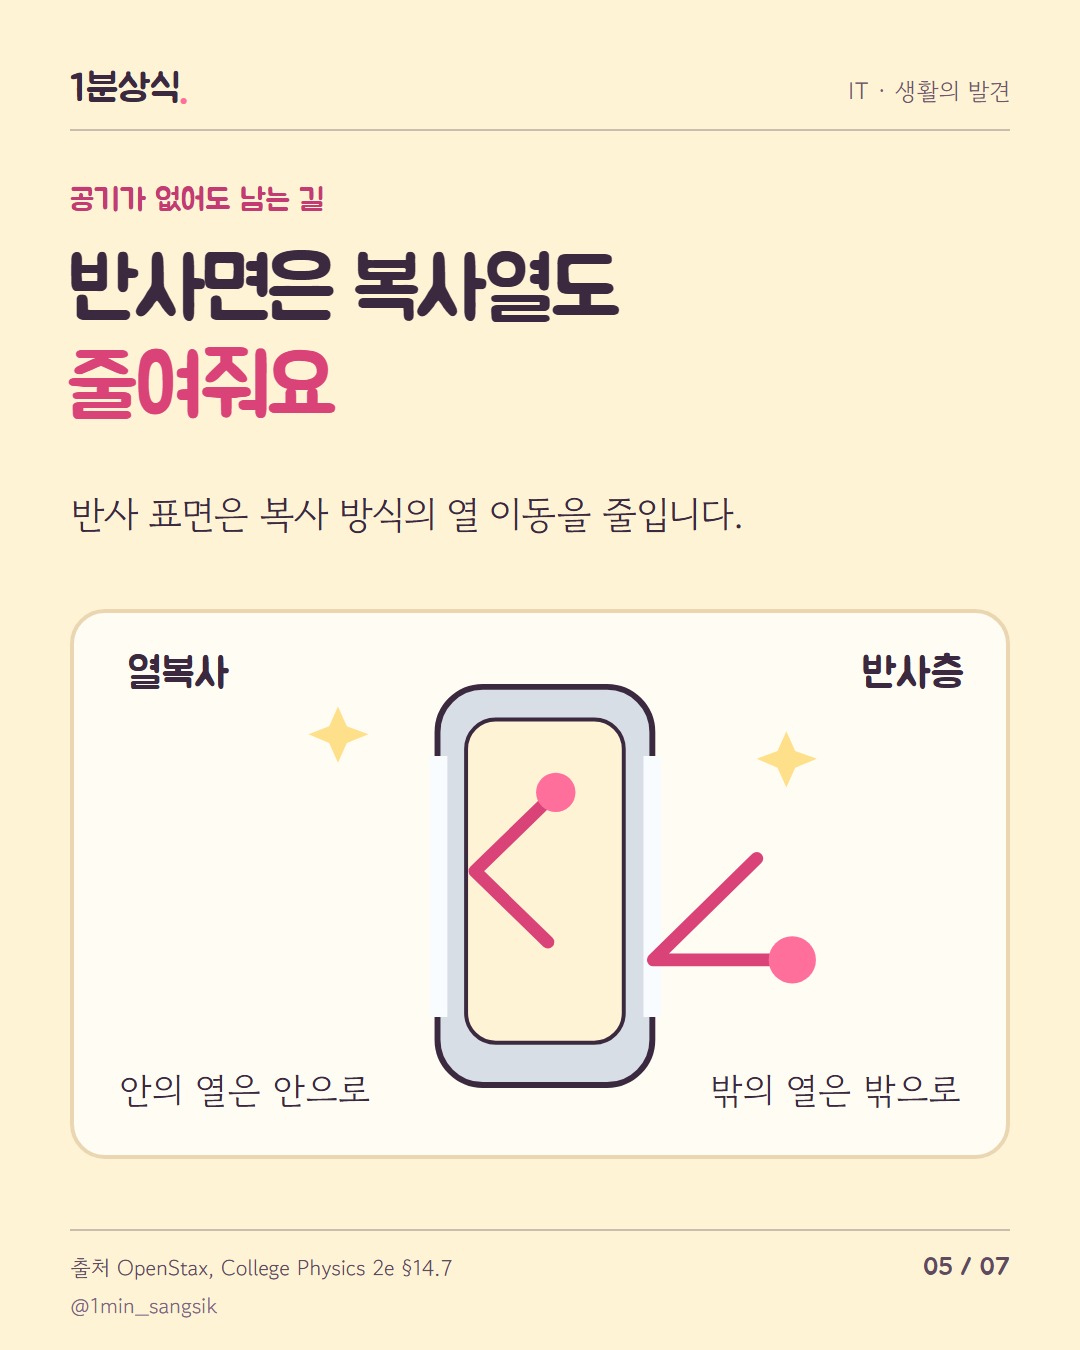 1분상식.
IT · 생활의 발견
공기가 없어도 남는 길
반사면은 복사열도
줄여줘요
반사 표면은 복사 방식의 열 이동을 줄입니다.
열복사
반사층
안의 열은 안으로
밖의 열은 밖으로
출처 OpenStax, College Physics 2e §14.7
05 / 07
@1min_sangsik